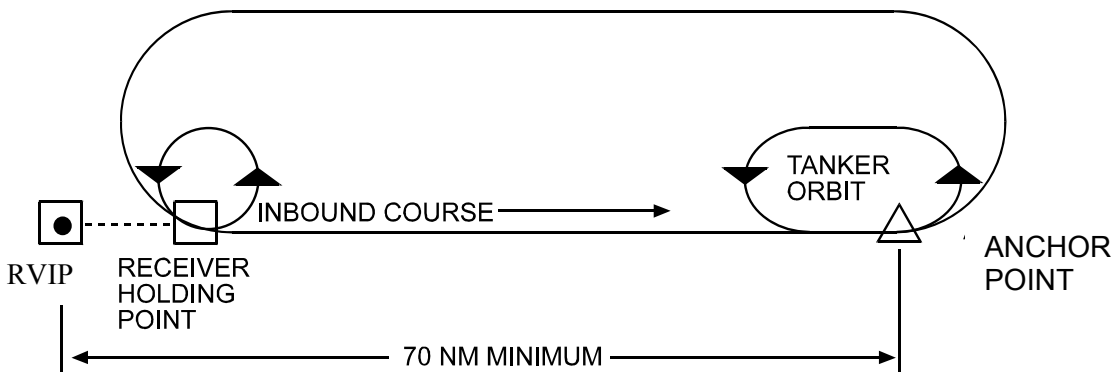 TANKER
ORBIT
INBOUND COURSE
RVIP
RECEIVER
HOLDING
POINT
ANCHOR
POINT
70 NM MINIMUM